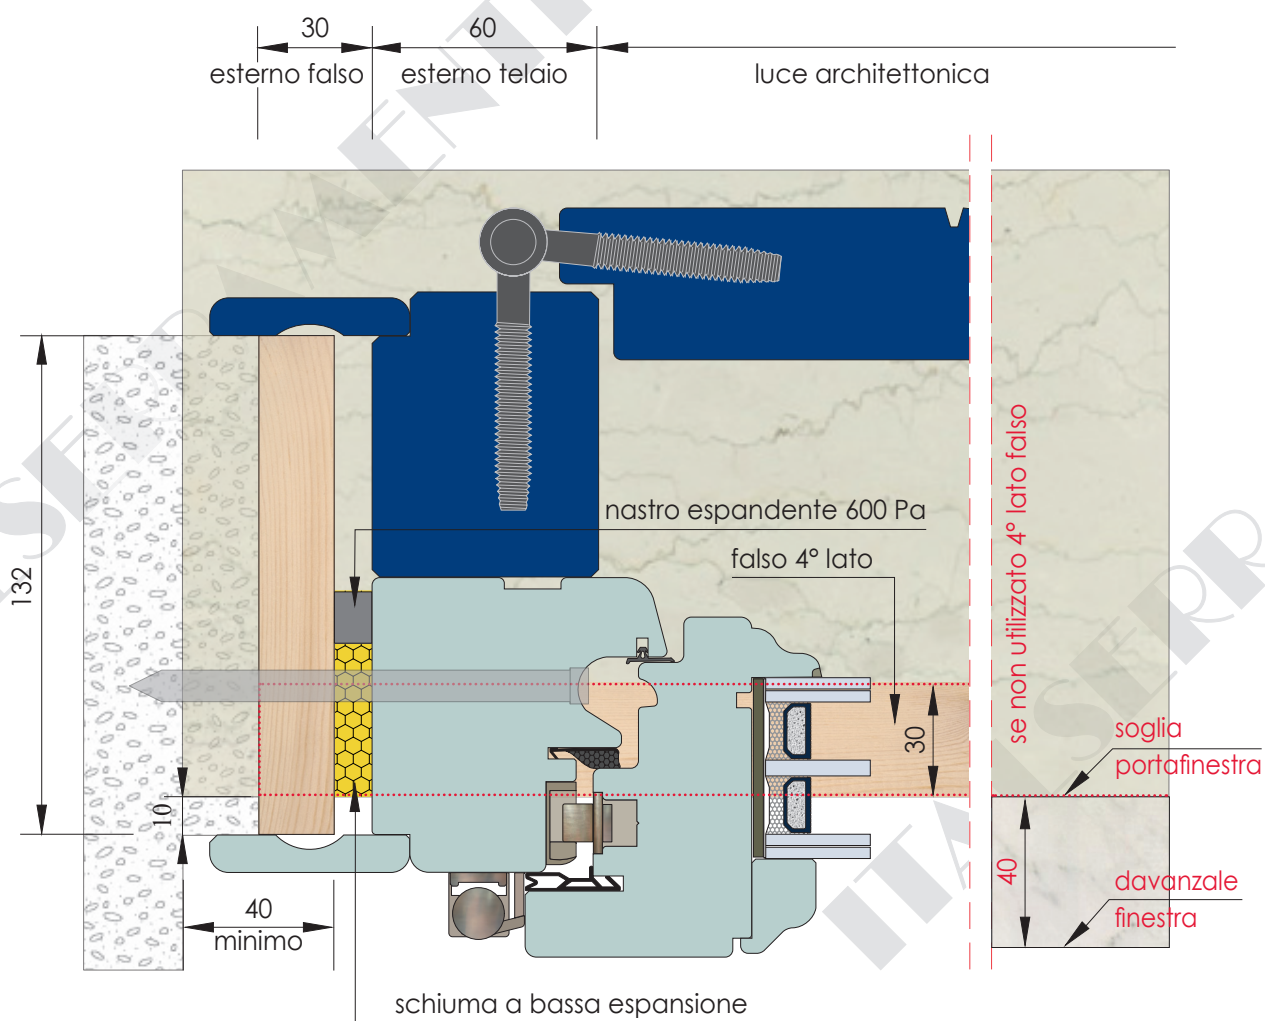 30
60
esterno falso
esterno telaio
luce architettonica
nastro espandente 600 Pa
falso 4° lato
se non utilizzato 4° lato falso
132
30
soglia
portafinestra
10
40
davanzale
finestra
40
minimo
schiuma a bassa espansione